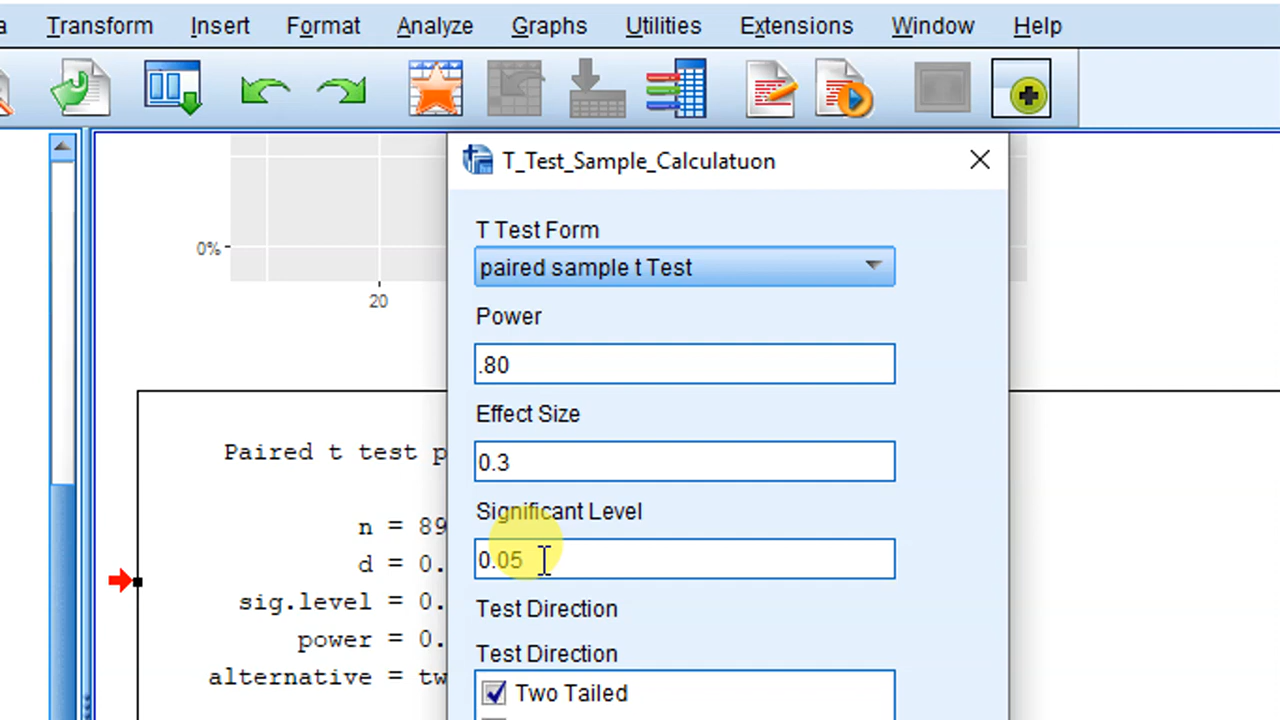 Transform Insert Format Analyze Graphs Utilities Extensions Window Help
T_Test_Sample_Calculatuon
T Test Form
paired sample t Test
0%
20
Power
.80
Effect Size
0.3
Significant Level
0.05
Test Direction
Test Direction
Two Tailed
Paired t test p
n = 89
d = 0.
sig.level = 0.
power = 0.
alternative = tw